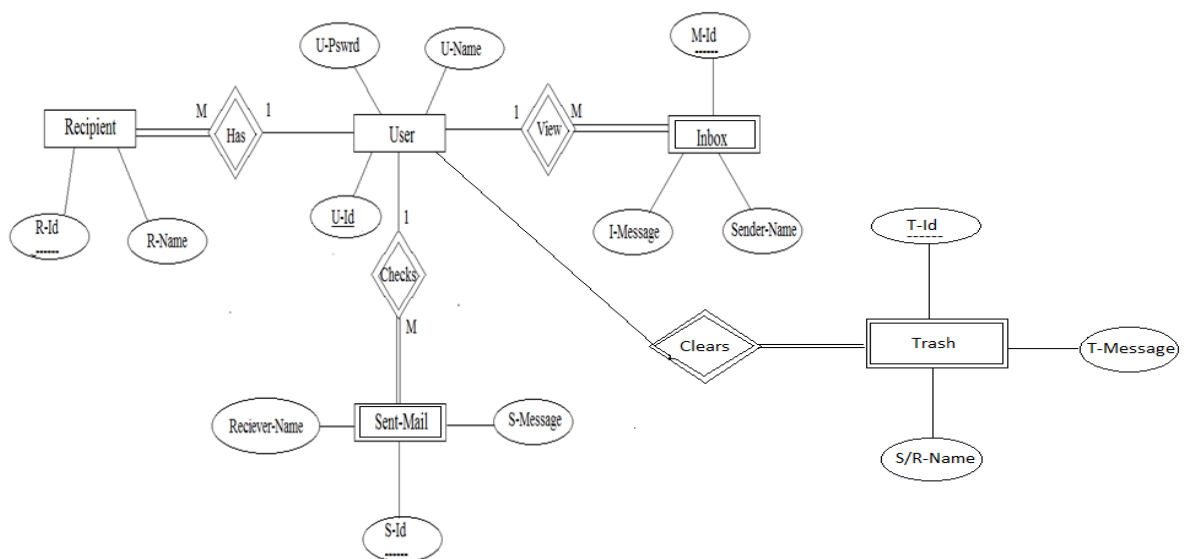 M-Id
U-Pswrd
U-Name
M
1
1
M
Recipient
Has
User
View
Inbox
R-Id
R-Name
U-Id
I-Message
Sender-Name
T-Id
1
Checks
M
Clears
Trash
T-Message
Reciever-Name
Sent-Mail
S-Message
S/R-Name
S-Id